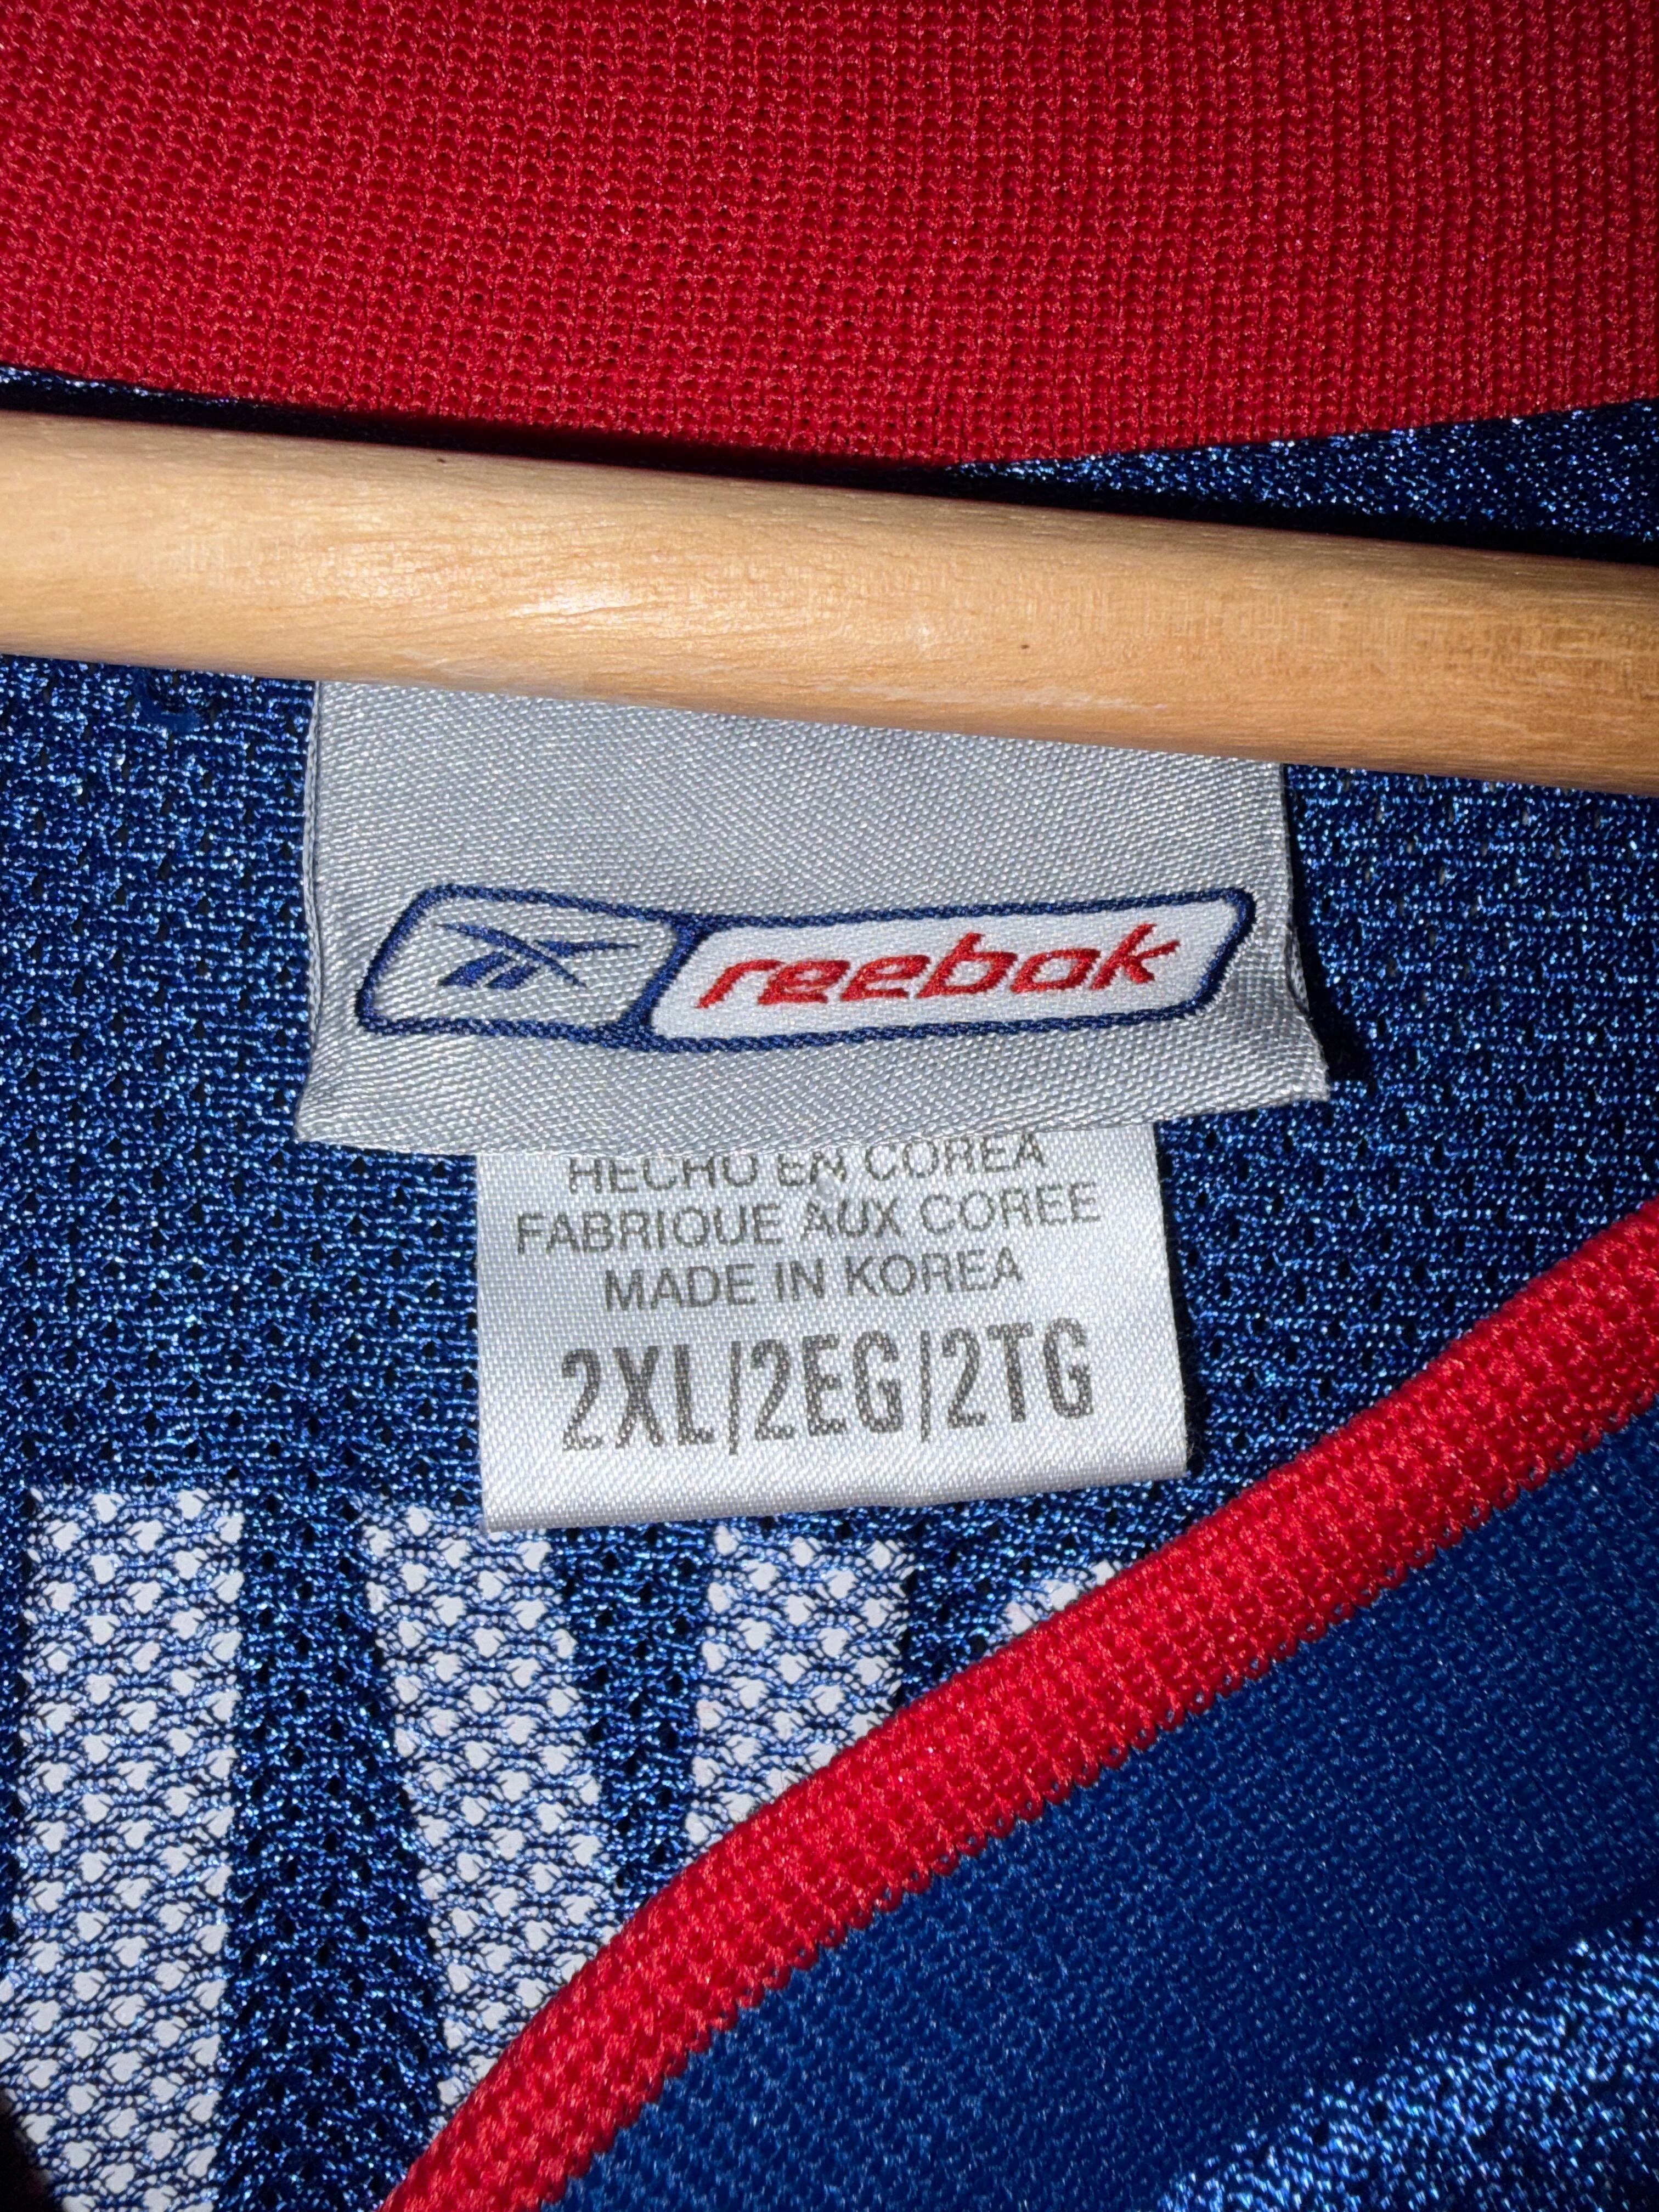 reebok
HECHO EN COREA
FABRIQUE AUX COREE
MADE IN KOREA
2XL/2EG/2TG